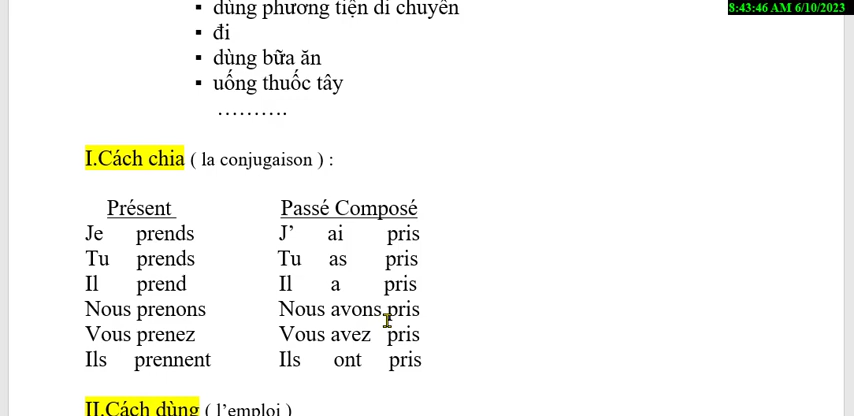 8:43:46 AM 6/10/2023
▪ dùng phương tiện di chuyển
▪ đi
▪ dùng bữa ăn
▪ uống thuốc tây
……….
I.Cách chia ( la conjugaison ) :
Présent Passé Composé
Je prends J’ ai pris
Tu prends Tu as pris
Il prend Il a pris
Nous prenons Nous avons pris
Vous prenez Vous avez pris
Ils prennent Ils ont pris
II.Cách dùng ( l’emploi )